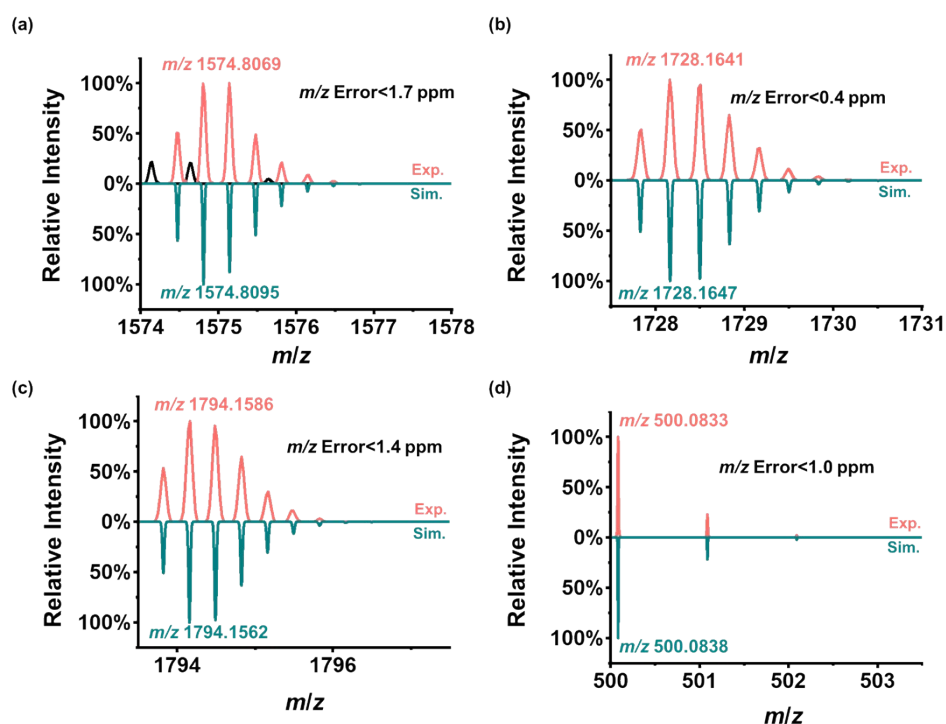 (a)
m/z 1574.8069
m/z Error<1.7 ppm
100%
50%
0%
50%
100%
Relative Intensity
Exp.
Sim.
m/z 1574.8095
1574 1575 1576 1577 1578
m/z
(b)
m/z 1728.1641
m/z Error<0.4 ppm
100%
50%
0%
50%
100%
Relative Intensity
Exp.
Sim.
m/z 1728.1647
1728 1729 1730 1731
m/z
(c)
m/z 1794.1586
m/z Error<1.4 ppm
100%
50%
0%
50%
100%
Relative Intensity
Exp.
Sim.
m/z 1794.1562
1794 1796
m/z
(d)
m/z 500.0833
m/z Error<1.0 ppm
100%
50%
0%
50%
100%
Relative Intensity
Exp.
Sim.
m/z 500.0838
500 501 502 503
m/z